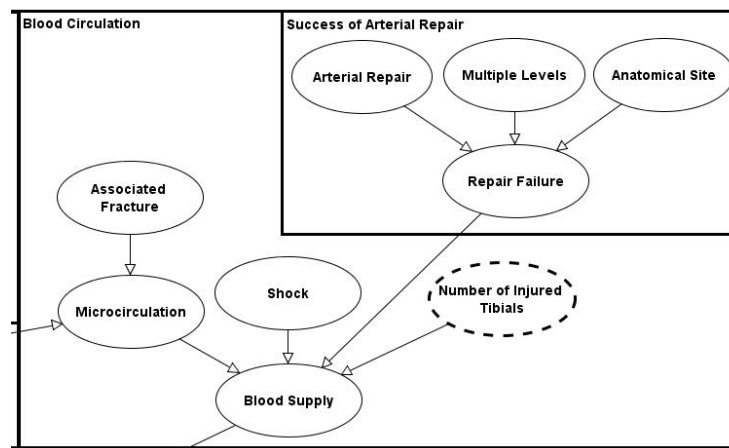 Blood Circulation
Success of Arterial Repair
Arterial Repair
Multiple Levels
Anatomical Site
Repair Failure
Associated
Fracture
Microcirculation
Shock
Number of Injured
Tibials
Blood Supply